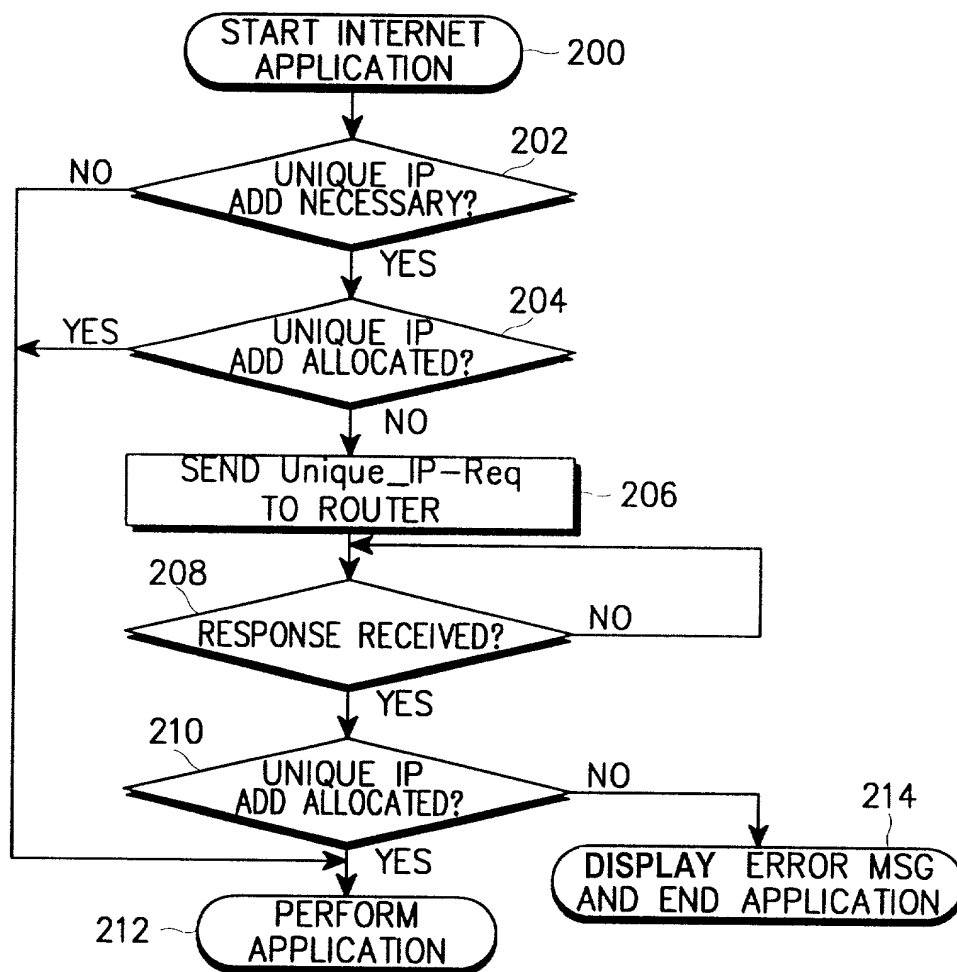 START INTERNET
APPLICATION
200
202
NO
UNIQUE IP
ADD NECESSARY?
YES
204
YES
UNIQUE IP
ADD ALLOCATED?
NO
SEND Unique_IP-Req
TO ROUTER
206
208
RESPONSE RECEIVED?
NO
YES
210
UNIQUE IP
ADD ALLOCATED?
NO
214
YES
DISPLAY ERROR MSG
AND END APPLICATION
212
PERFORM
APPLICATION